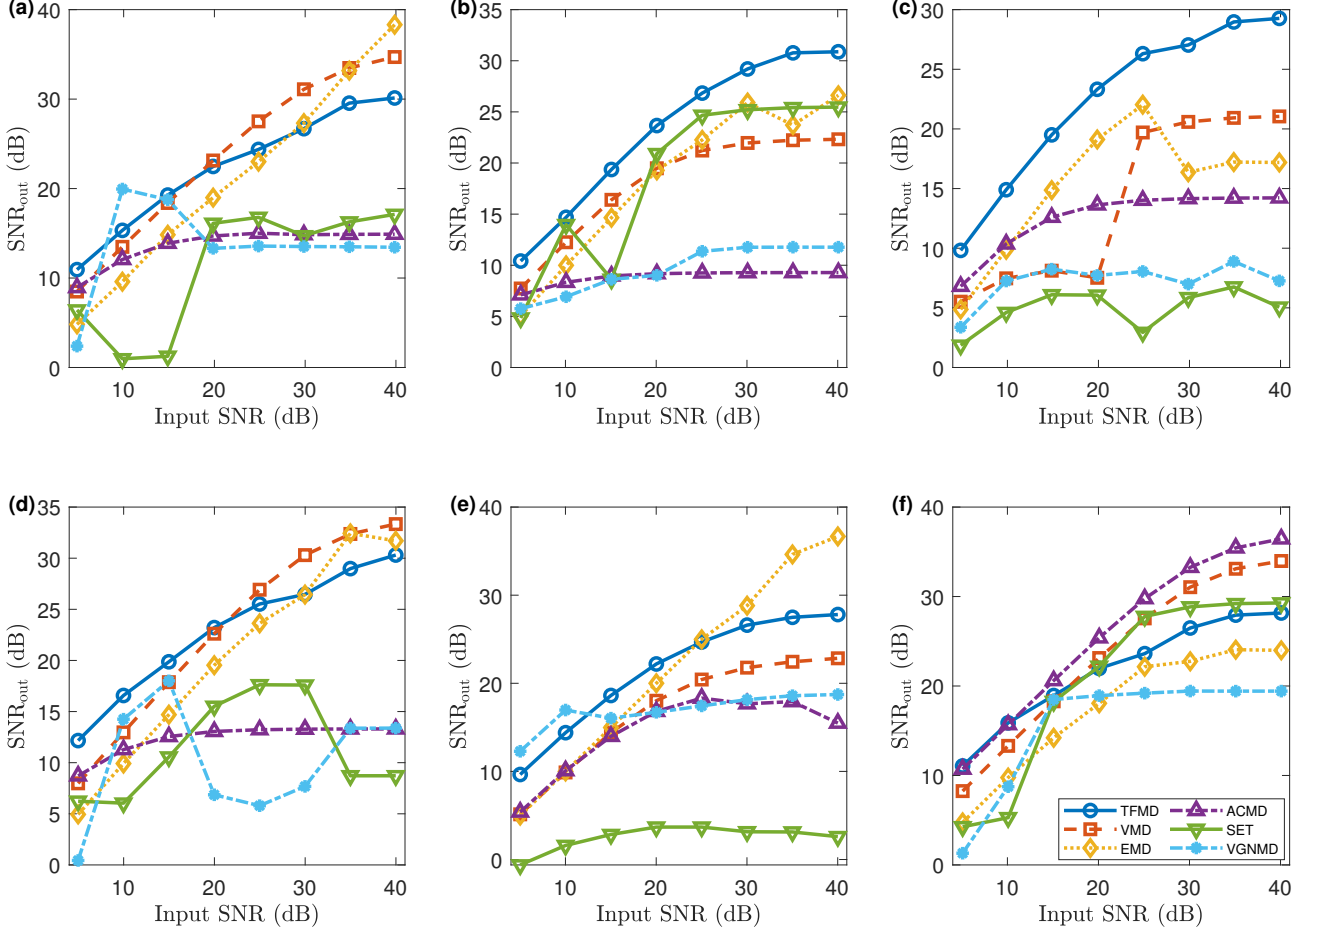 (a)
40
30
20
10
0
SNRout (dB)
10 20 30 40
Input SNR (dB)
(b)
35
30
25
20
15
10
5
0
SNRout (dB)
10 20 30 40
Input SNR (dB)
(c)
30
25
20
15
10
5
0
SNRout (dB)
10 20 30 40
Input SNR (dB)
(d)
35
30
25
20
15
10
5
0
SNRout (dB)
10 20 30 40
Input SNR (dB)
(e)
40
30
20
10
0
SNRout (dB)
10 20 30 40
Input SNR (dB)
(f)
40
30
20
10
0
SNRout (dB)
TFMD ACMD
VMD SET
EMD VGNMD
10 20 30 40
Input SNR (dB)